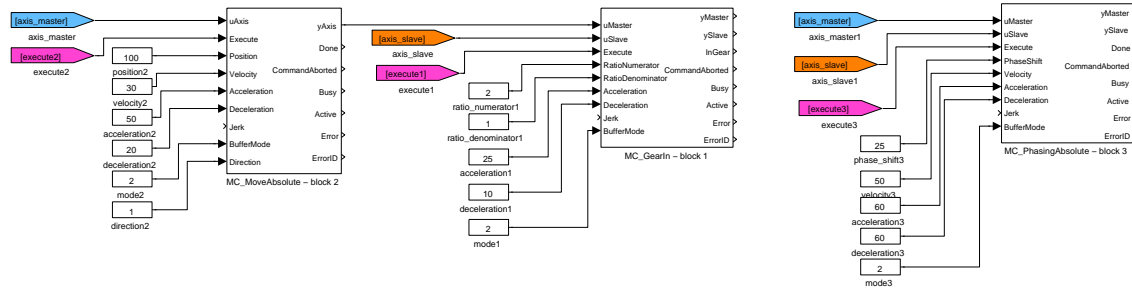 [axis_master]
axis_master
[execute2]
execute2
100
position2
30
velocity2
50
acceleration2
20
deceleration2
2
mode2
1
direction2
uAxis
Execute
Position
Velocity
Acceleration
Deceleration
Jerk
BufferMode
Direction
yAxis
Done
CommandAborted
Busy
Active
Error
ErrorID
MC_MoveAbsolute – block 2
[axis_slave]
axis_slave
[execute1]
execute1
2
ratio_numerator1
1
ratio_denominator1
25
acceleration1
10
deceleration1
2
mode1
uMaster
uSlave
Execute
RatioNumerator
RatioDenominator
Acceleration
Deceleration
Jerk
BufferMode
yMaster
ySlave
InGear
CommandAborted
Busy
Active
Error
ErrorID
MC_GearIn – block 1
[axis_master]
axis_master1
[axis_slave]
axis_slave1
[execute3]
execute3
25
phase_shift3
50
velocity3
60
acceleration3
60
deceleration3
2
mode3
uMaster
uSlave
Execute
PhaseShift
Velocity
Acceleration
Deceleration
Jerk
BufferMode
yMaster
ySlave
Done
CommandAborted
Busy
Active
Error
ErrorID
MC_PhasingAbsolute – block 3